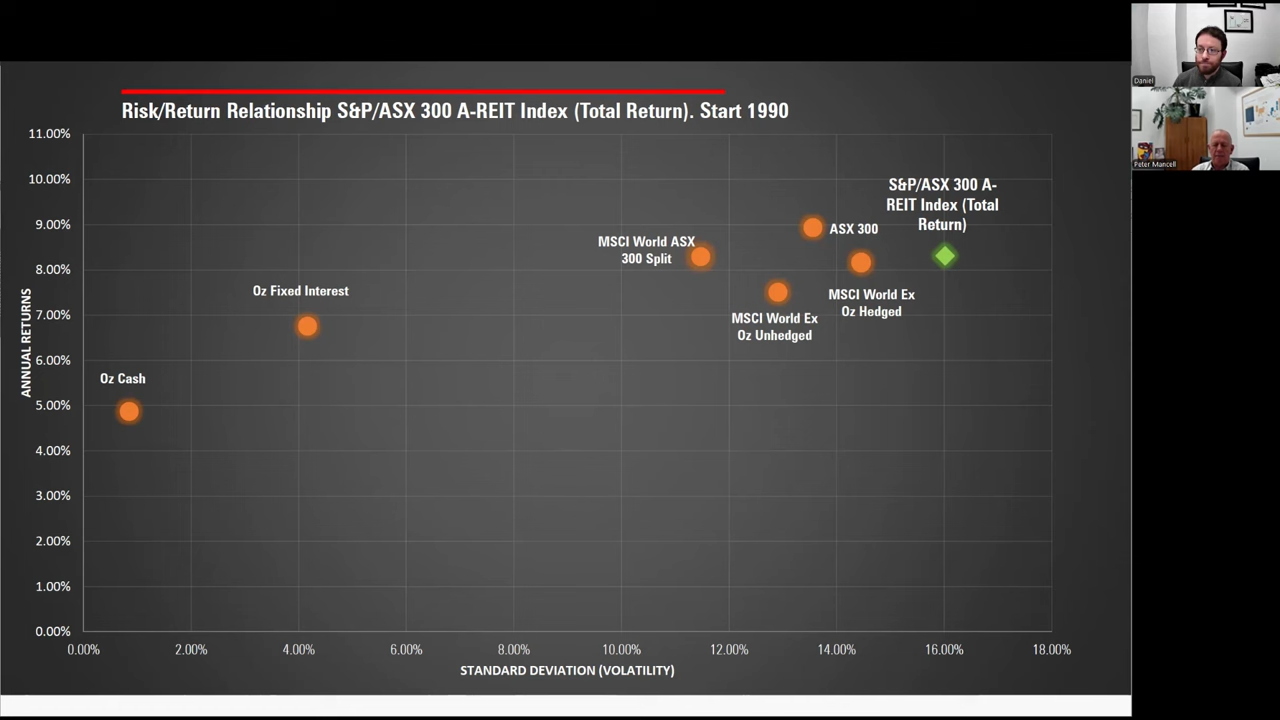 Risk/Return Relationship S&P/ASX 300 A-REIT Index (Total Return). Start 1990
11.00%
10.00%
9.00%
8.00%
7.00%
6.00%
5.00%
4.00%
3.00%
2.00%
1.00%
0.00%
ANNUAL RETURNS
Oz Cash
Oz Fixed Interest
MSCI World ASX
300 Split
MSCI World Ex
Oz Unhedged
ASX 300
MSCI World Ex
Oz Hedged
S&P/ASX 300 A-
REIT Index (Total
Return)
0.00%
2.00%
4.00%
6.00%
8.00%
10.00%
12.00%
14.00%
16.00%
18.00%
STANDARD DEVIATION (VOLATILITY)
Daniel
Peter Mancell